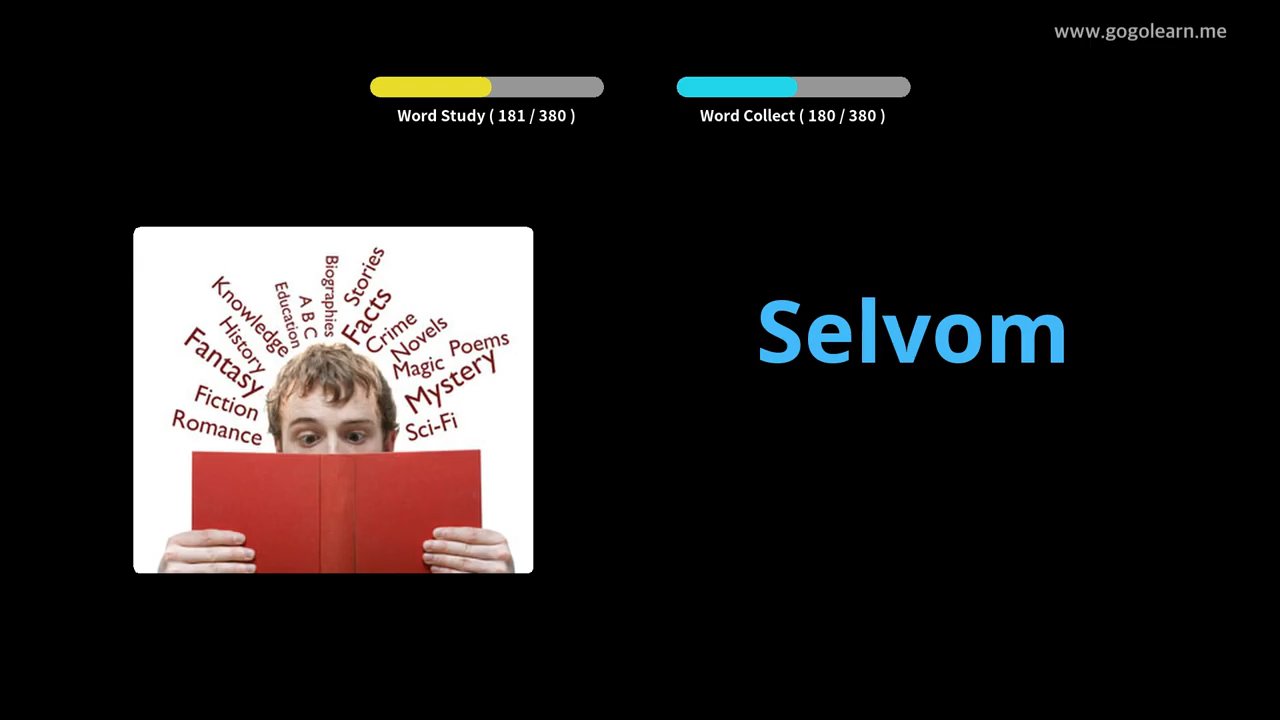 www.gogolearn.me
Word Study ( 181 / 380 )
Word Collect ( 180 / 380 )
Selvom
Biographies
Stories
Facts
A B C
Education
Knowledge
History
Fantasy
Fiction
Romance
Crime
Novels
Magic
Poems
Mystery
Sci-Fi